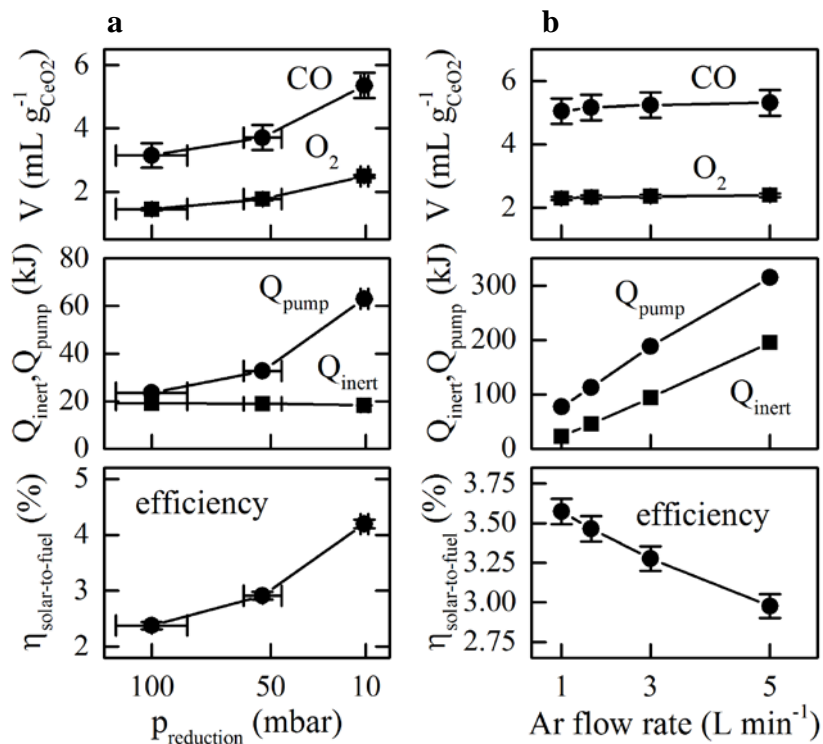 a
V (mL g⁻¹CeO2)
6
4
2
CO
O₂
Qinert, Qpump (kJ)
80
60
40
20
0
Qpump
Qinert
ηsolar-to-fuel (%)
5
4
3
2
efficiency
100 50 10
preduction (mbar)
b
V (mL g⁻¹CeO2)
6
4
2
CO
O₂
Qinert, Qpump (kJ)
300
200
100
0
Qpump
Qinert
ηsolar-to-fuel (%)
3.75
3.50
3.25
3.00
2.75
efficiency
1 3 5
Ar flow rate (L min⁻¹)